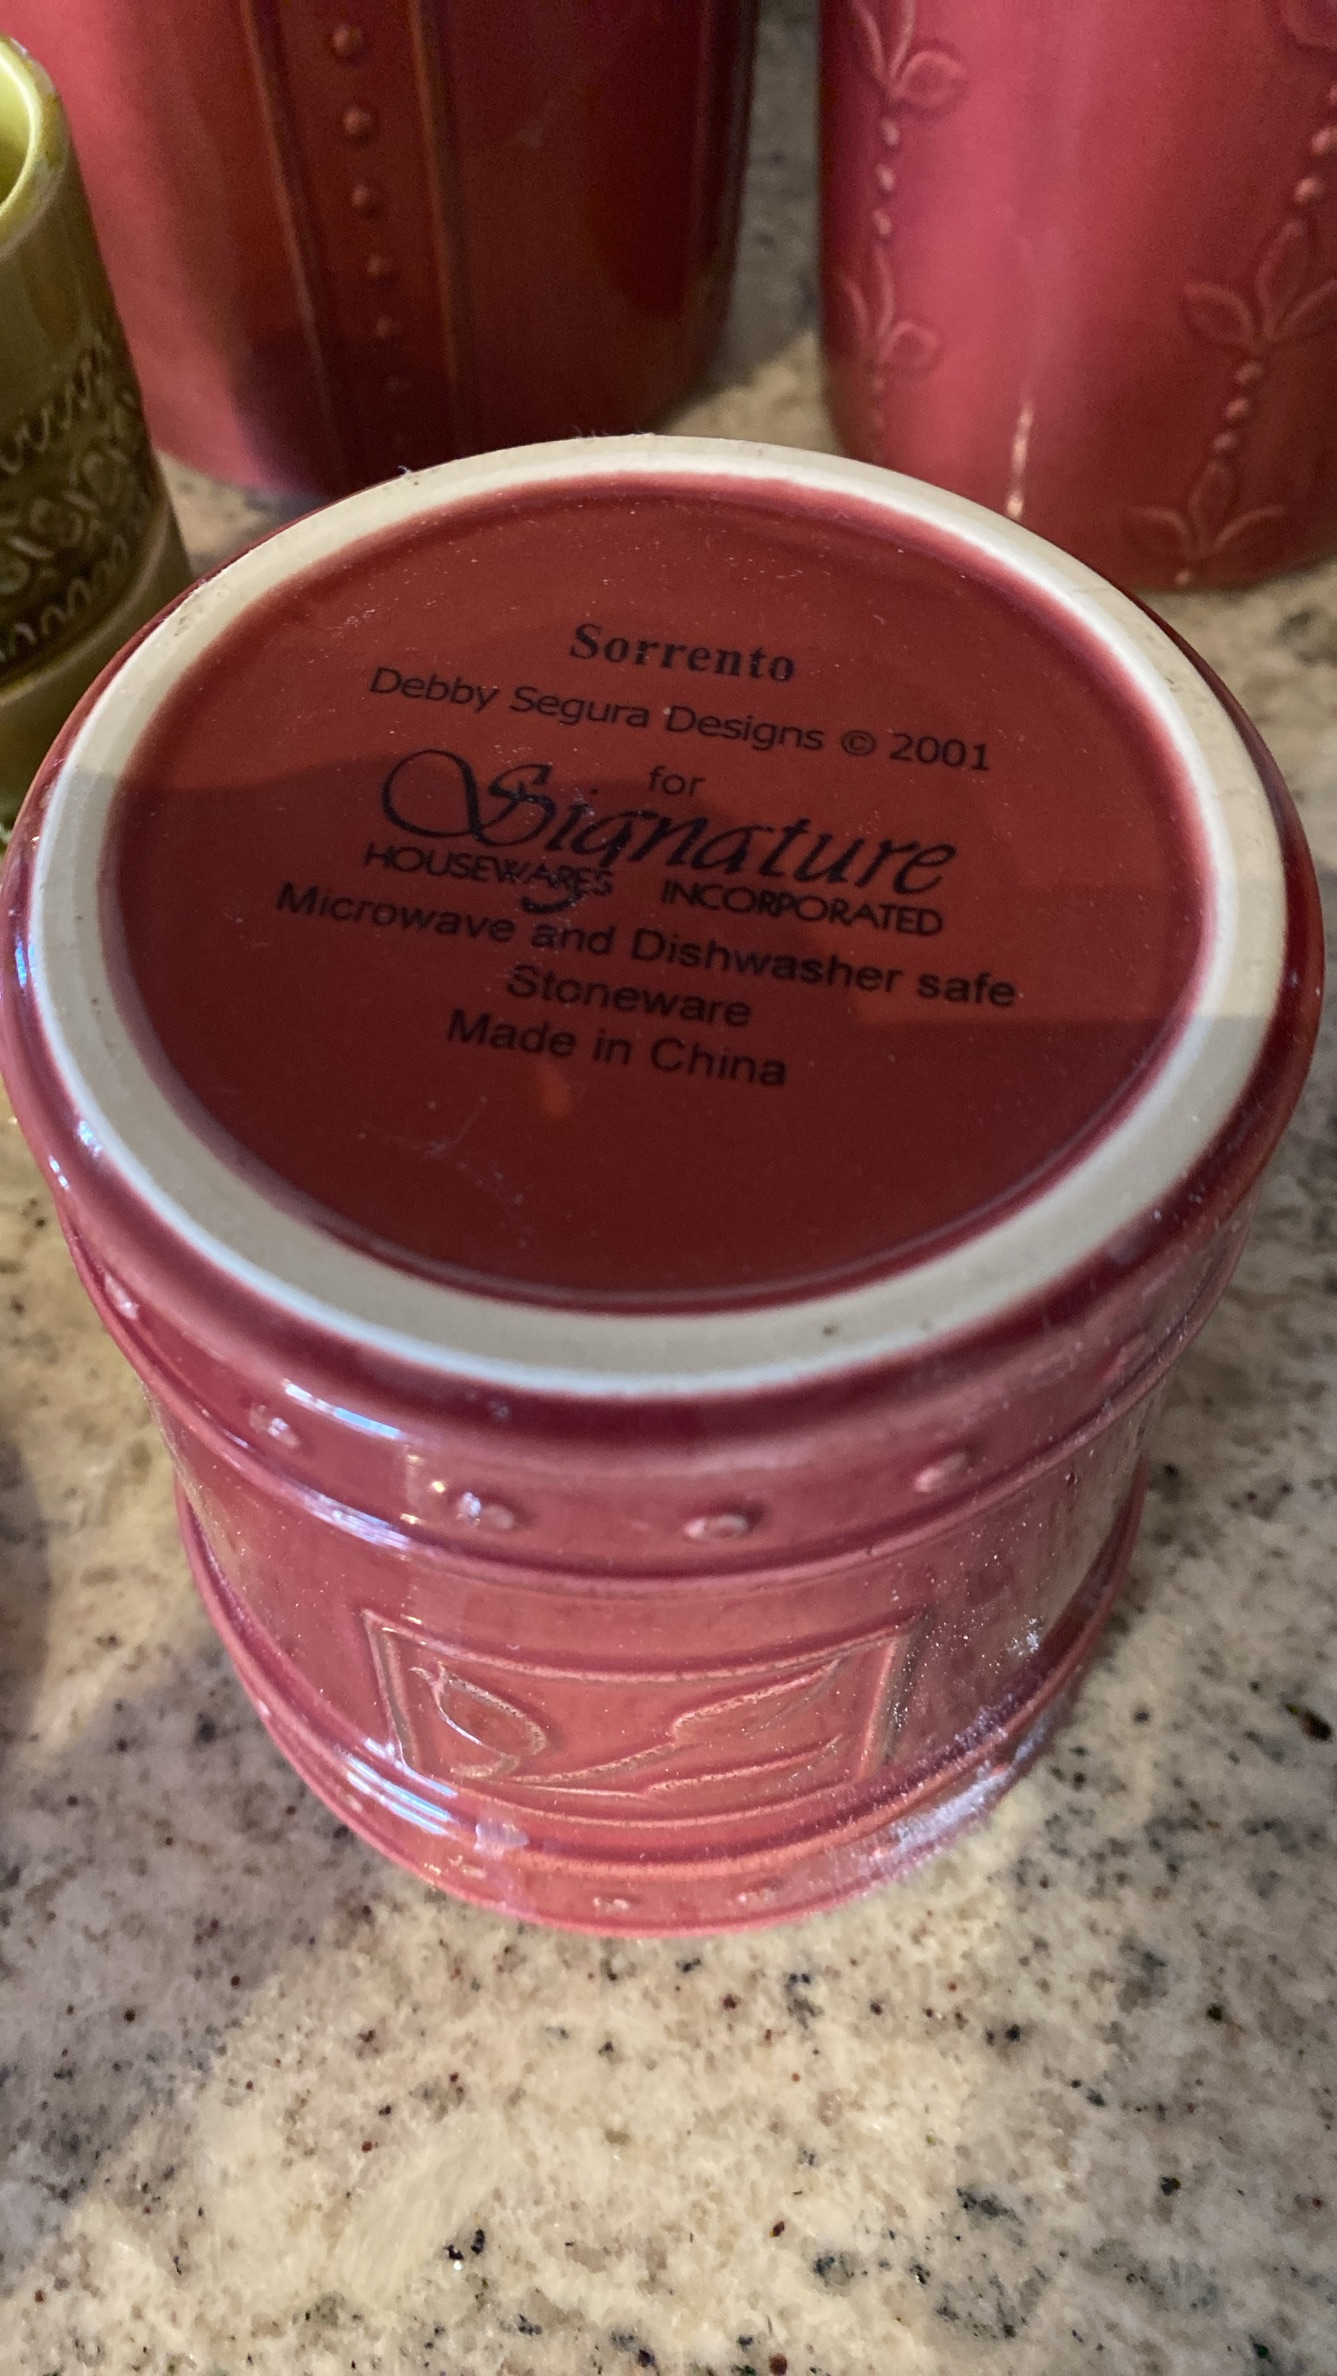 Sorrento
Debby Segura Designs © 2001
for
Signature
HOUSEWARES INCORPORATED
Microwave and Dishwasher safe
Stoneware
Made in China